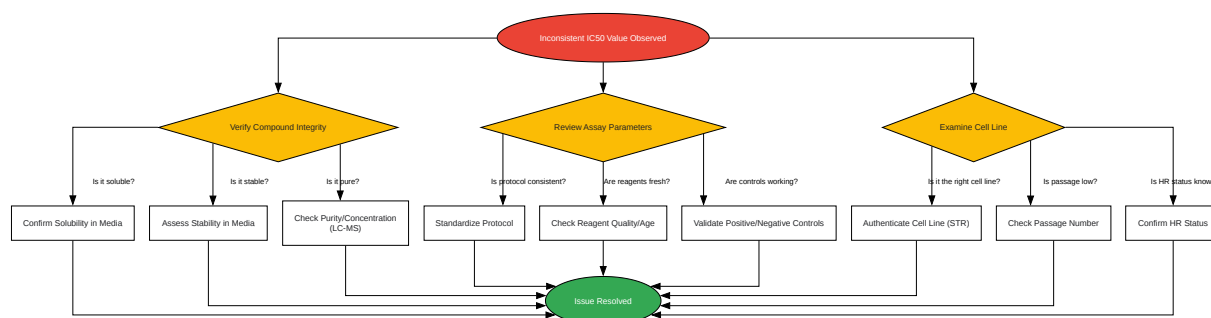 Inconsistent IC50 Value Observed
Verify Compound Integrity
Review Assay Parameters
Examine Cell Line
Is it soluble?
Is it stable?
Is it pure?
Is protocol consistent?
Are reagents fresh?
Are controls working?
Is it the right cell line?
Is passage low?
Is HR status know
Confirm Solubility in Media
Assess Stability in Media
Check Purity/Concentration
(LC-MS)
Standardize Protocol
Check Reagent Quality/Age
Validate Positive/Negative Controls
Authenticate Cell Line (STR)
Check Passage Number
Confirm HR Status
Issue Resolved